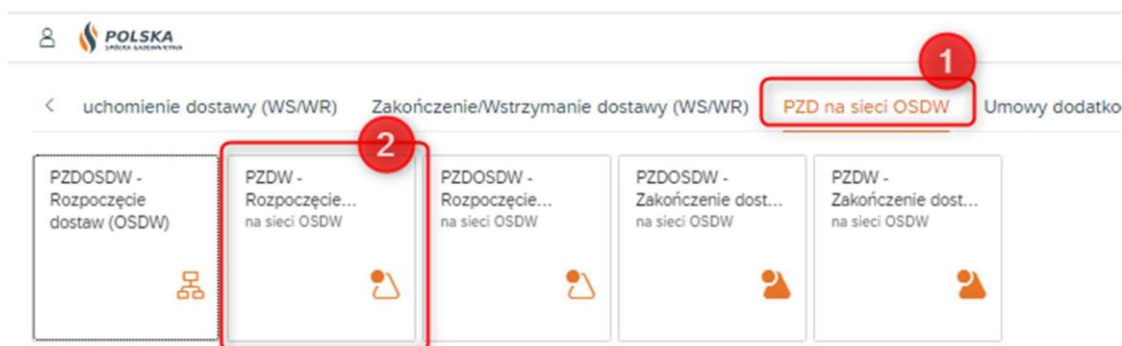 POLSKA
SPÓŁKA GAZOWNICTWA
1
uchomienie dostawy (WS/WR) Zakończenie/Wstrzymanie dostawy (WS/WR) PZD na sieci OSDW Umowy dodatko
2
PZDOSDW -
Rozpoczęcie
dostaw (OSDW)
PZDW -
Rozpoczęcie...
na sieci OSDW
PZDOSDW -
Rozpoczęcie...
na sieci OSDW
PZDOSDW -
Zakończenie dost...
na sieci OSDW
PZDW -
Zakończenie dost...
na sieci OSDW